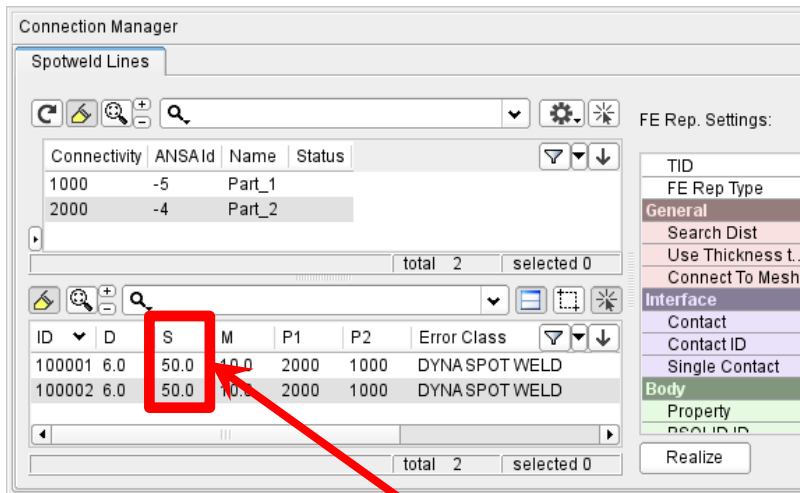 Connection Manager
Spotweld Lines
FE Rep. Settings:
Connectivity ANSA Id Name Status
1000 -5 Part_1
2000 -4 Part_2
total 2 selected 0
ID D S M P1 P2 Error Class
100001 6.0 50.0 10.0 2000 1000 DYNA SPOT WELD
100002 6.0 50.0 10.0 2000 1000 DYNA SPOT WELD
total 2 selected 0
TID
FE Rep Type
General
Search Dist
Use Thickness t..
Connect To Mesh
Interface
Contact
Contact ID
Single Contact
Body
Property
PSOLID ID
Realize